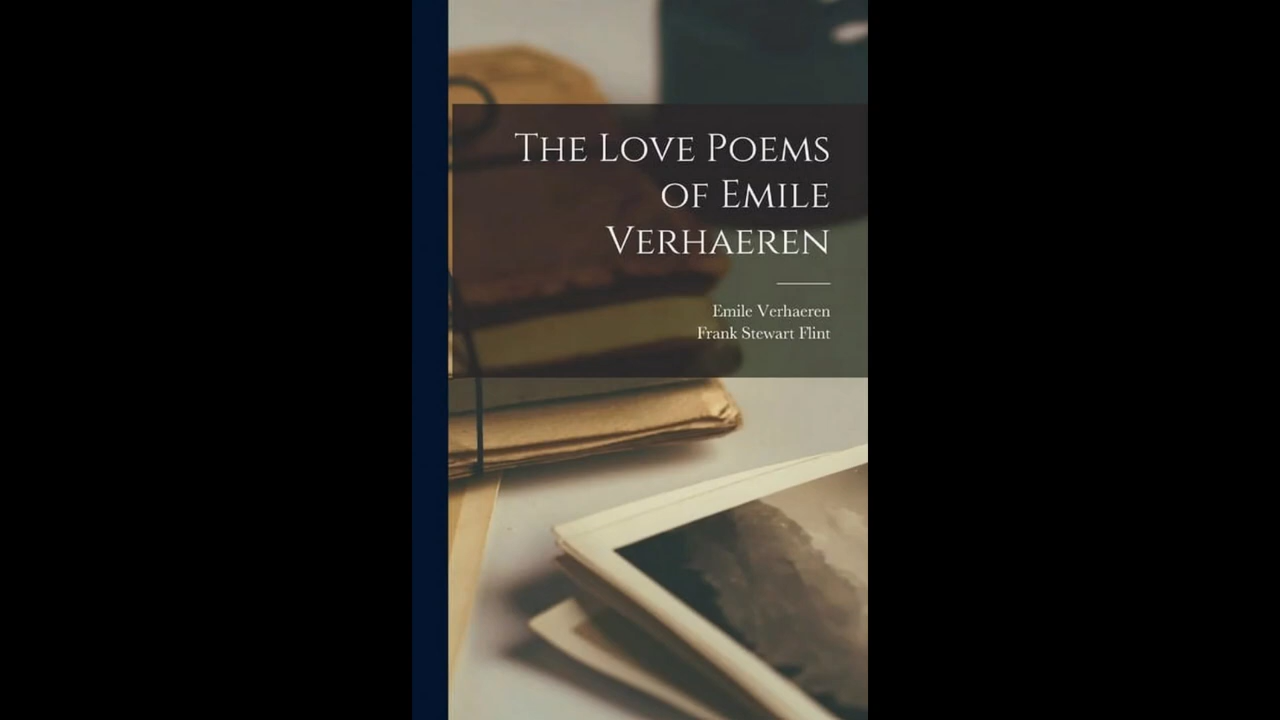 The Love Poems
of Emile
Verhaeren
Emile Verhaeren
Frank Stewart Flint